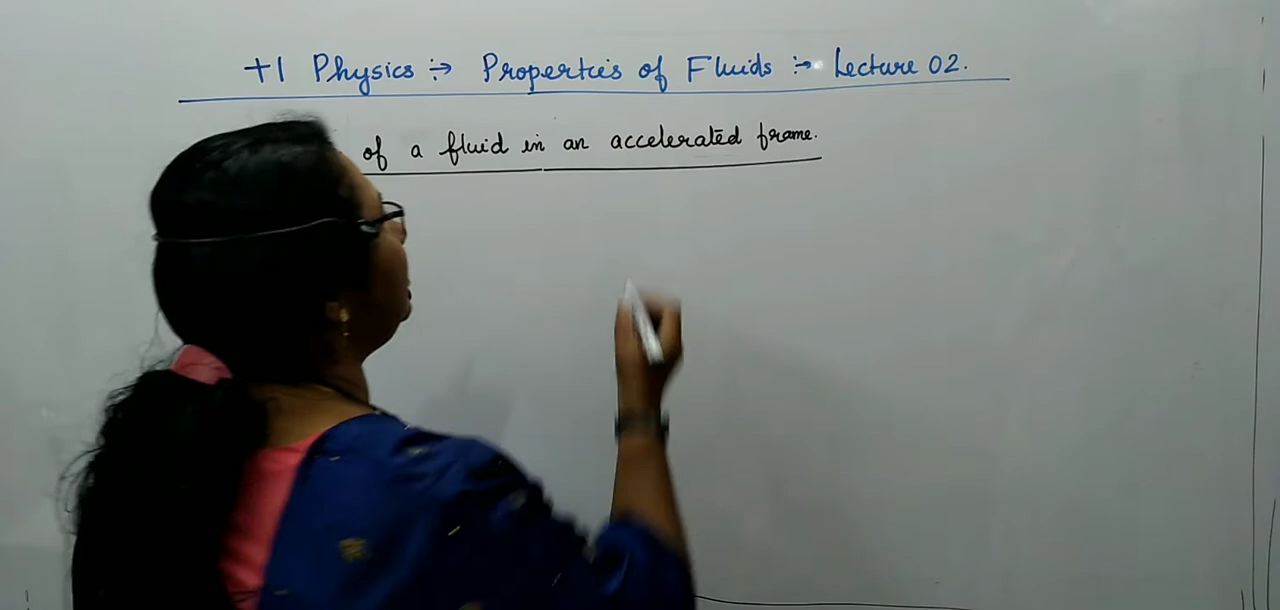 +1 Physics :-> Properties of Fluids :-> Lecture 02.
of a fluid in an accelerated frame.